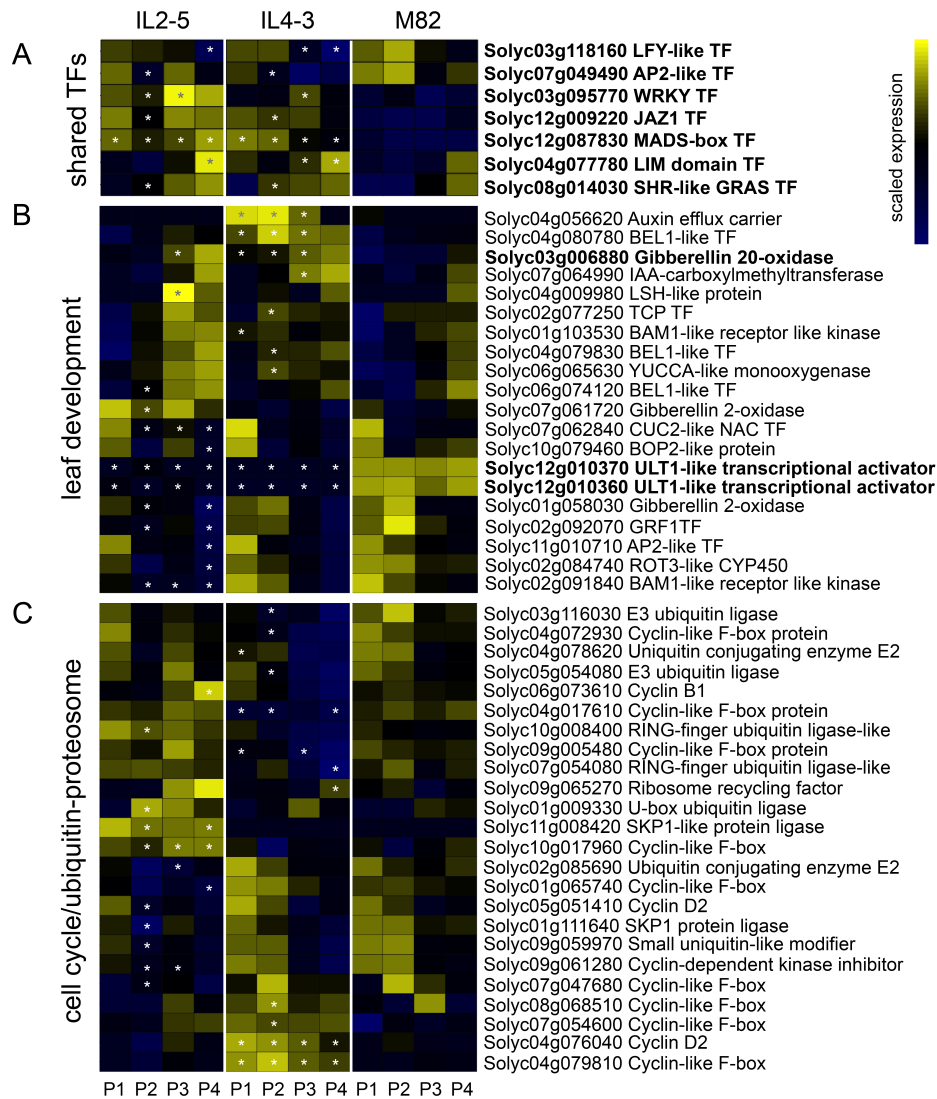 IL2-5 IL4-3 M82
A
shared TFs
Solyc03g118160 LFY-like TF
Solyc07g049490 AP2-like TF
Solyc03g095770 WRKY TF
Solyc12g009220 JAZ1 TF
Solyc12g087830 MADS-box TF
Solyc04g077780 LIM domain TF
Solyc08g014030 SHR-like GRAS TF
scaled expression
B
leaf development
Solyc04g056620 Auxin efflux carrier
Solyc04g080780 BEL1-like TF
Solyc03g006880 Gibberellin 20-oxidase
Solyc07g064990 IAA-carboxylmethyltransferase
Solyc04g009980 LSH-like protein
Solyc02g077250 TCP TF
Solyc01g103530 BAM1-like receptor like kinase
Solyc04g079830 BEL1-like TF
Solyc06g065630 YUCCA-like monooxygenase
Solyc06g074120 BEL1-like TF
Solyc07g061720 Gibberellin 2-oxidase
Solyc07g062840 CUC2-like NAC TF
Solyc10g079460 BOP2-like protein
Solyc12g010370 ULT1-like transcriptional activator
Solyc12g010360 ULT1-like transcriptional activator
Solyc01g058030 Gibberellin 2-oxidase
Solyc02g092070 GRF1TF
Solyc11g010710 AP2-like TF
Solyc02g084740 ROT3-like CYP450
Solyc02g091840 BAM1-like receptor like kinase
C
cell cycle/ubiquitin-proteosome
Solyc03g116030 E3 ubiquitin ligase
Solyc04g072930 Cyclin-like F-box protein
Solyc04g078620 Uniquitin conjugating enzyme E2
Solyc05g054080 E3 ubiquitin ligase
Solyc06g073610 Cyclin B1
Solyc04g017610 Cyclin-like F-box protein
Solyc10g008400 RING-finger ubiquitin ligase-like
Solyc09g005480 Cyclin-like F-box protein
Solyc07g054080 RING-finger ubiquitin ligase-like
Solyc09g065270 Ribosome recycling factor
Solyc01g009330 U-box ubiquitin ligase
Solyc11g008420 SKP1-like protein ligase
Solyc10g017960 Cyclin-like F-box
Solyc02g085690 Ubiquitin conjugating enzyme E2
Solyc01g065740 Cyclin-like F-box
Solyc05g051410 Cyclin D2
Solyc01g111640 SKP1 protein ligase
Solyc09g059970 Small uniquitin-like modifier
Solyc09g061280 Cyclin-dependent kinase inhibitor
Solyc07g047680 Cyclin-like F-box
Solyc08g068510 Cyclin-like F-box
Solyc07g054600 Cyclin-like F-box
Solyc04g076040 Cyclin D2
Solyc04g079810 Cyclin-like F-box
P1 P2 P3 P4 P1 P2 P3 P4 P1 P2 P3 P4